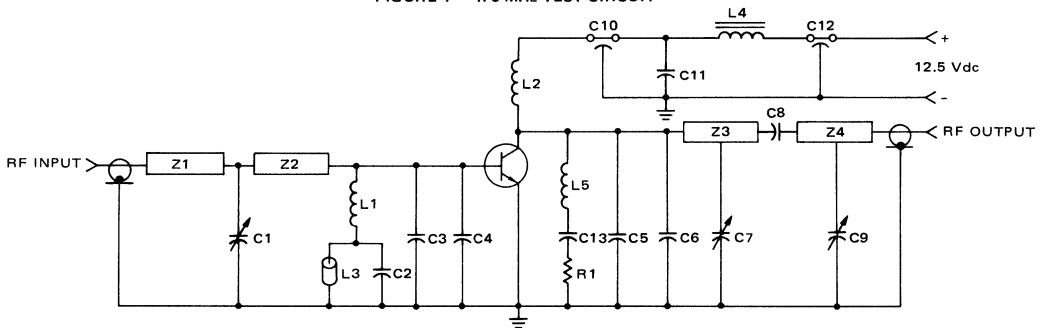 L4
C10
C12
+
12.5 Vdc
C11
L2
-
C8
Z3
Z4
RF OUTPUT
RF INPUT
Z1
Z2
L1
L5
C1
C3
C4
C13
C5
C6
C7
C9
L3
C2
R1